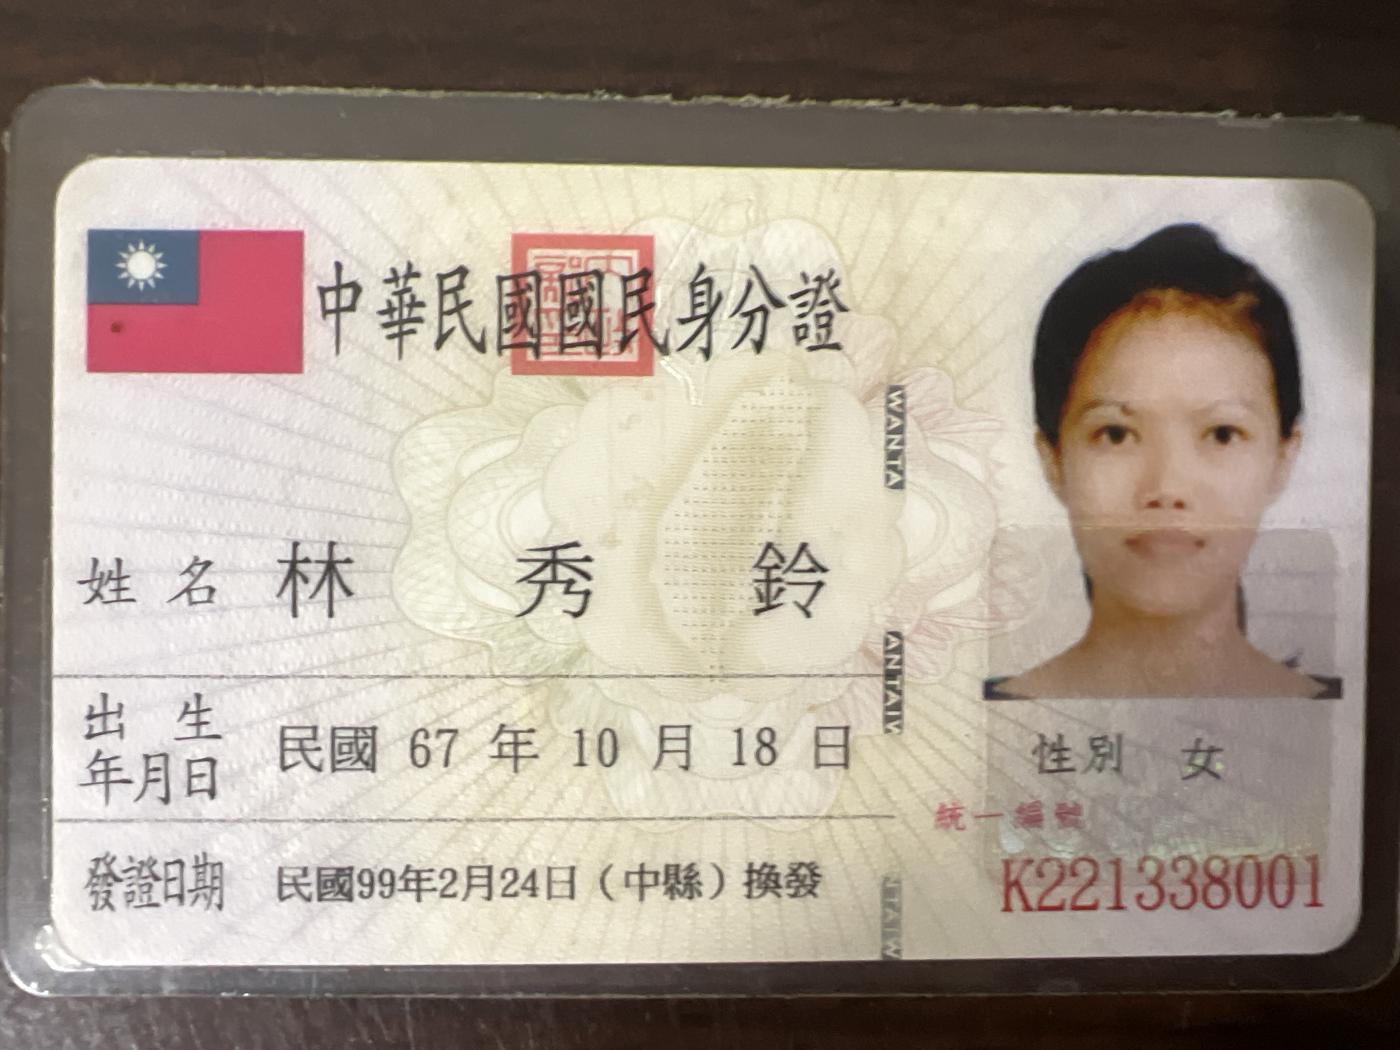 中華民國國民身分證
姓名 林秀鈴
出生年月日 民國 67 年 10 月 18 日
發證日期 民國99年2月24日（中縣）換發
性別 女
統一編號
K221338001
WANTA
ANTAIW